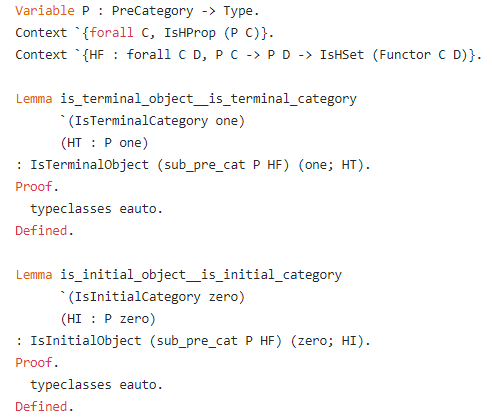 Variable P : PreCategory -> Type.
Context `{forall C, IsHProp (P C)}.
Context `{HF : forall C D, P C -> P D -> IsHSet (Functor C D)}.

Lemma is_terminal_object__is_terminal_category
      `(IsTerminalCategory one)
      (HT : P one)
: IsTerminalObject (sub_pre_cat P HF) (one; HT).
Proof.
  typeclasses eauto.
Defined.

Lemma is_initial_object__is_initial_category
      `(IsInitialCategory zero)
      (HI : P zero)
: IsInitialObject (sub_pre_cat P HF) (zero; HI).
Proof.
  typeclasses eauto.
Defined.